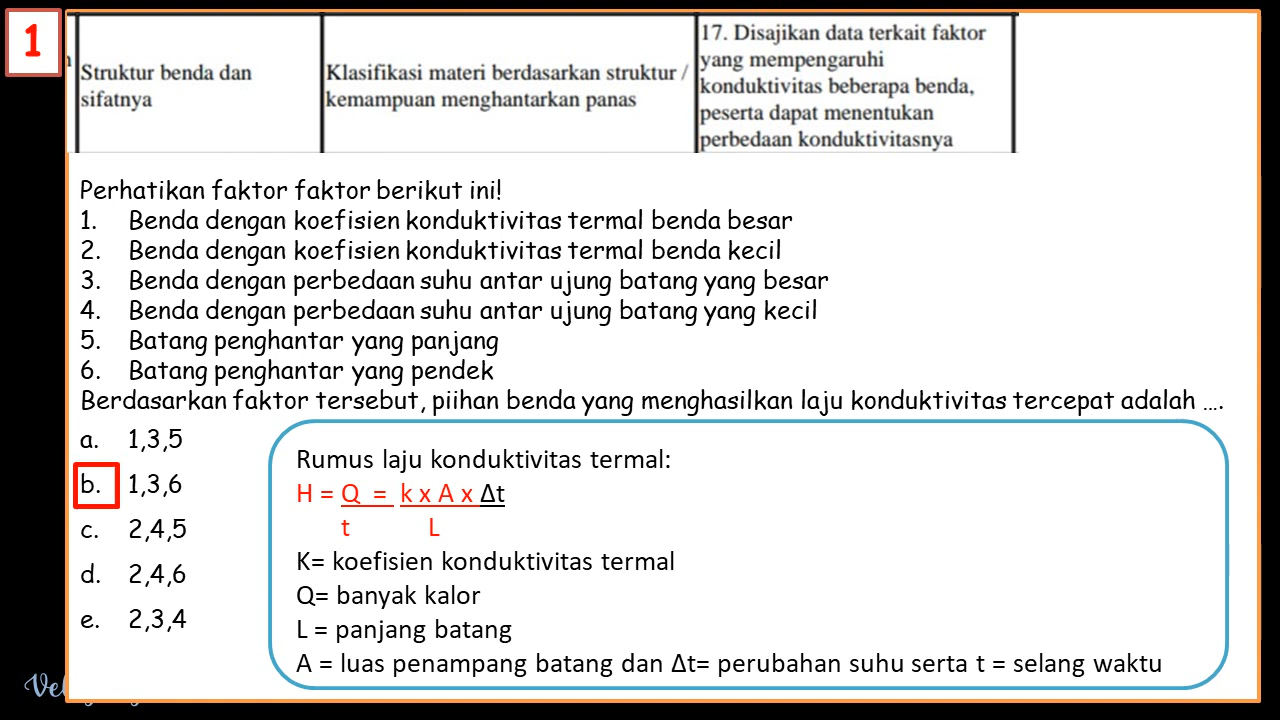 1
Struktur benda dan
sifatnya
Klasifikasi materi berdasarkan struktur /
kemampuan menghantarkan panas
17. Disajikan data terkait faktor
yang mempengaruhi
konduktivitas beberapa benda,
peserta dapat menentukan
perbedaan konduktivitasnya
Perhatikan faktor faktor berikut ini!
1. Benda dengan koefisien konduktivitas termal benda besar
2. Benda dengan koefisien konduktivitas termal benda kecil
3. Benda dengan perbedaan suhu antar ujung batang yang besar
4. Benda dengan perbedaan suhu antar ujung batang yang kecil
5. Batang penghantar yang panjang
6. Batang penghantar yang pendek
Berdasarkan faktor tersebut, piihan benda yang menghasilkan laju konduktivitas tercepat adalah ....
a. 1,3,5
b. 1,3,6
c. 2,4,5
d. 2,4,6
e. 2,3,4
Rumus laju konduktivitas termal:
H = Q = k x A x Δt
t L
K= koefisien konduktivitas termal
Q= banyak kalor
L = panjang batang
A = luas penampang batang dan Δt= perubahan suhu serta t = selang waktu